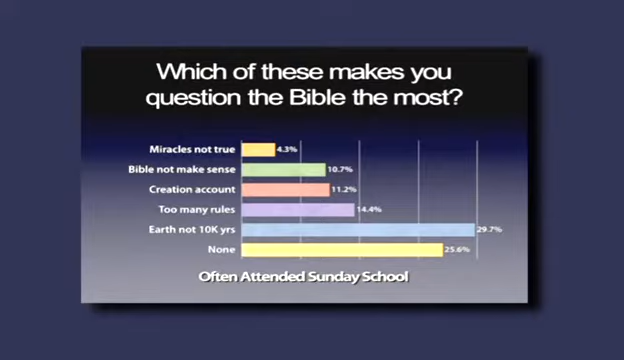 Which of these makes you
question the Bible the most?
Miracles not true 4.3%
Bible not make sense 10.7%
Creation account 11.2%
Too many rules 14.4%
Earth not 10K yrs 29.7%
None 25.6%
Often Attended Sunday School